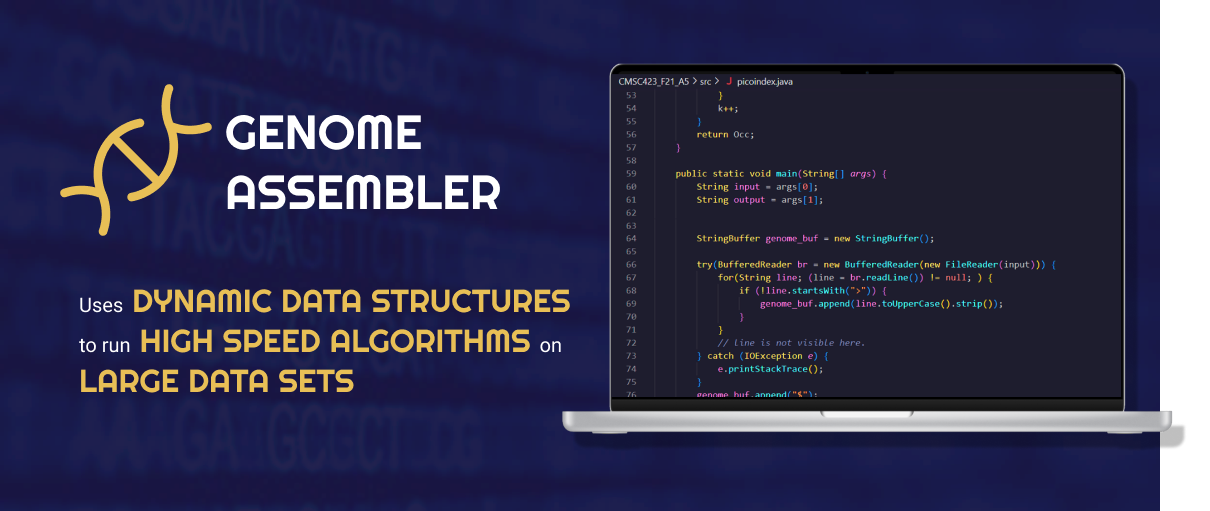 GENOME
ASSEMBLER
Uses DYNAMIC DATA STRUCTURES
to run HIGH SPEED ALGORITHMS on
LARGE DATA SETS
CMSC423_F21_A5 > src > J picoindex.java
53 }
54 k++;
55 }
56 return Occ;
57 }
58
59 public static void main(String[] args) {
60 String input = args[0];
61 String output = args[1];
62
63
64 StringBuffer genome_buf = new StringBuffer();
65
66 try(BufferedReader br = new BufferedReader(new FileReader(input))) {
67 for(String line; (line = br.readLine()) != null; ) {
68 if (!line.startsWith(">")) {
69 genome_buf.append(line.toUpperCase().strip());
70 }
71 }
72 // Line is not visible here.
73 } catch (IOException e) {
74 e.printStackTrace();
75 }
76 genome_buf.append("$");